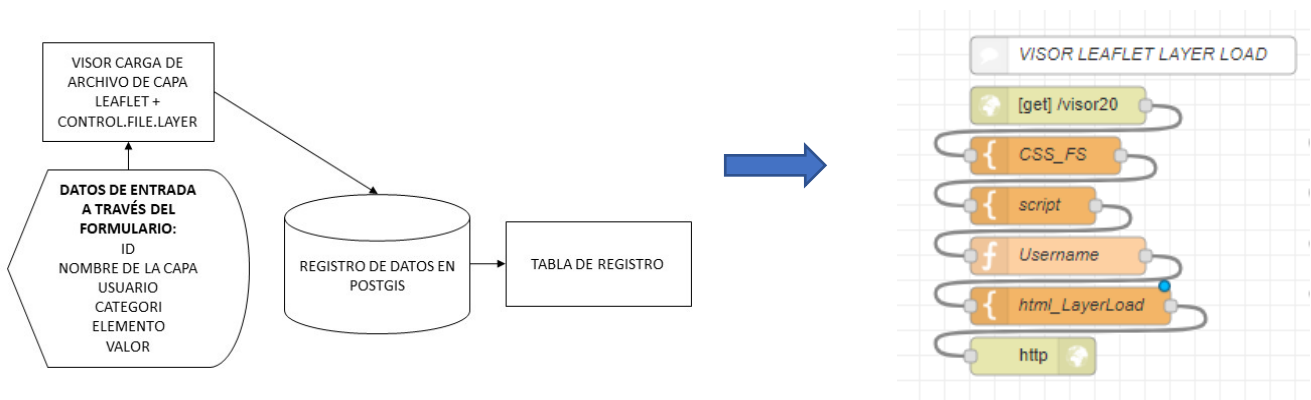 VISOR CARGA DE
ARCHIVO DE CAPA
LEAFLET +
CONTROL.FILE.LAYER
DATOS DE ENTRADA
A TRAVÉS DEL
FORMULARIO:
ID
NOMBRE DE LA CAPA
USUARIO
CATEGORI
ELEMENTO
VALOR
REGISTRO DE DATOS EN
POSTGIS
TABLA DE REGISTRO
VISOR LEAFLET LAYER LOAD
[get] /visor20
{ CSS_FS
{ script
f Username
{ html_LayerLoad
http